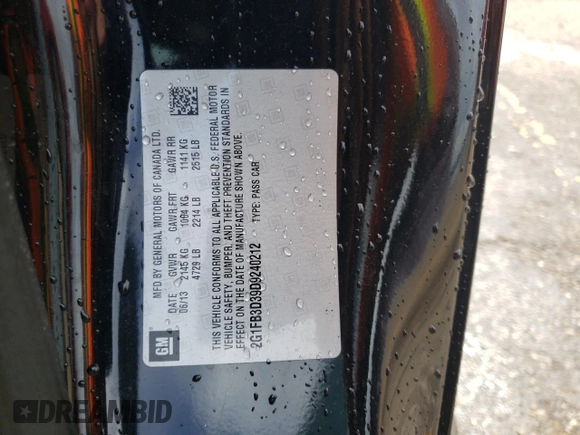 GM
MFD BY GENERAL MOTORS OF CANADA LTD.
DATE GVWR GAWR FRT GAWR RR
06/13 2145 KG 1004 KG 1141 KG
4729 LB 2214 LB 2515 LB
THIS VEHICLE CONFORMS TO ALL APPLICABLE U.S. FEDERAL MOTOR
VEHICLE SAFETY, BUMPER, AND THEFT PREVENTION STANDARDS IN
EFFECT ON THE DATE OF MANUFACTURE SHOWN ABOVE.
2G1FB3D39D9240212 TYPE: PASS CAR
DREAMBID